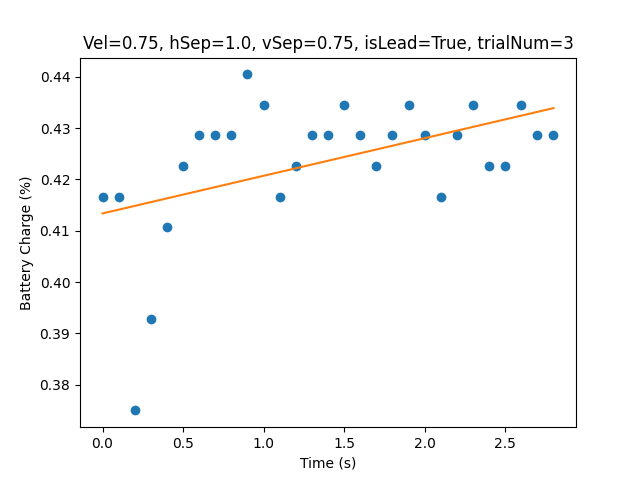 Vel=0.75, hSep=1.0, vSep=0.75, isLead=True, trialNum=3
0.44
0.43
0.42
0.41
0.40
0.39
0.38
Battery Charge (%)
0.0 0.5 1.0 1.5 2.0 2.5
Time (s)